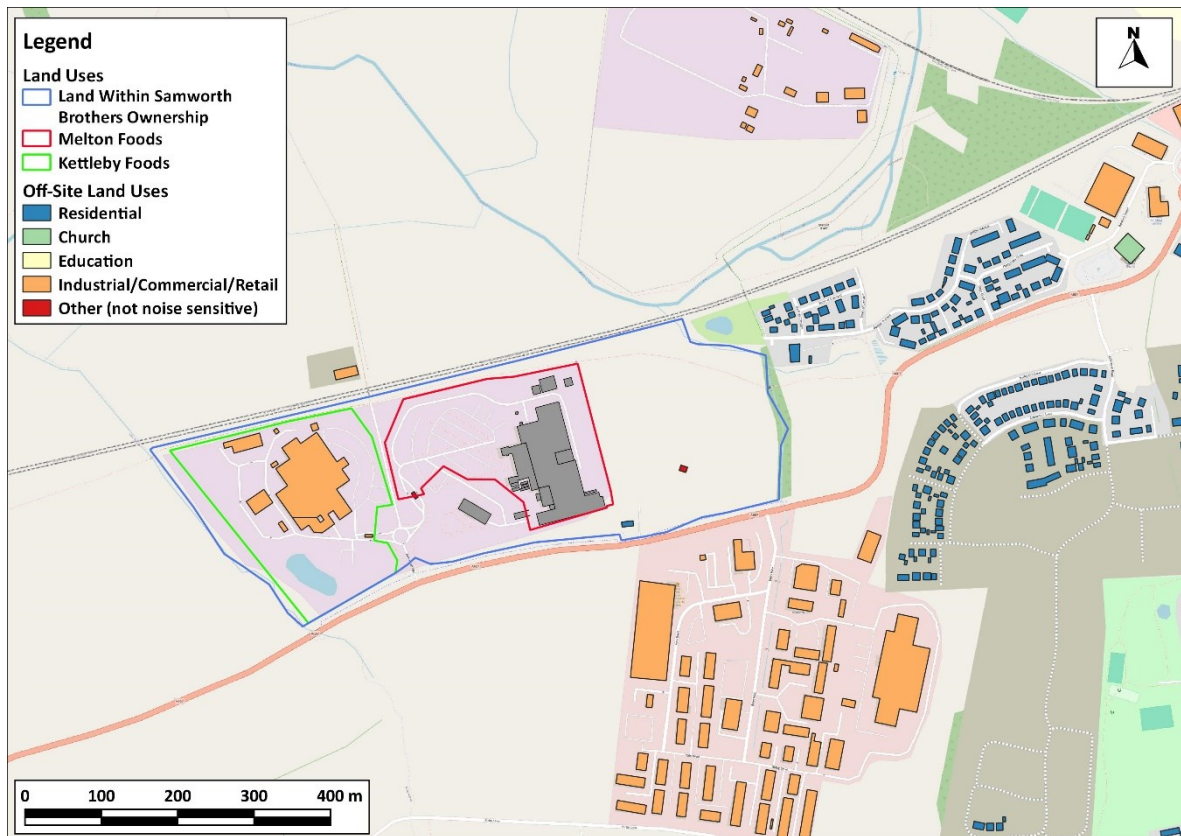 Legend
Land Uses
Land Within Samworth
Brothers Ownership
Melton Foods
Kettleby Foods
Off-Site Land Uses
Residential
Church
Education
Industrial/Commercial/Retail
Other (not noise sensitive)
N
0 100 200 300 400 m